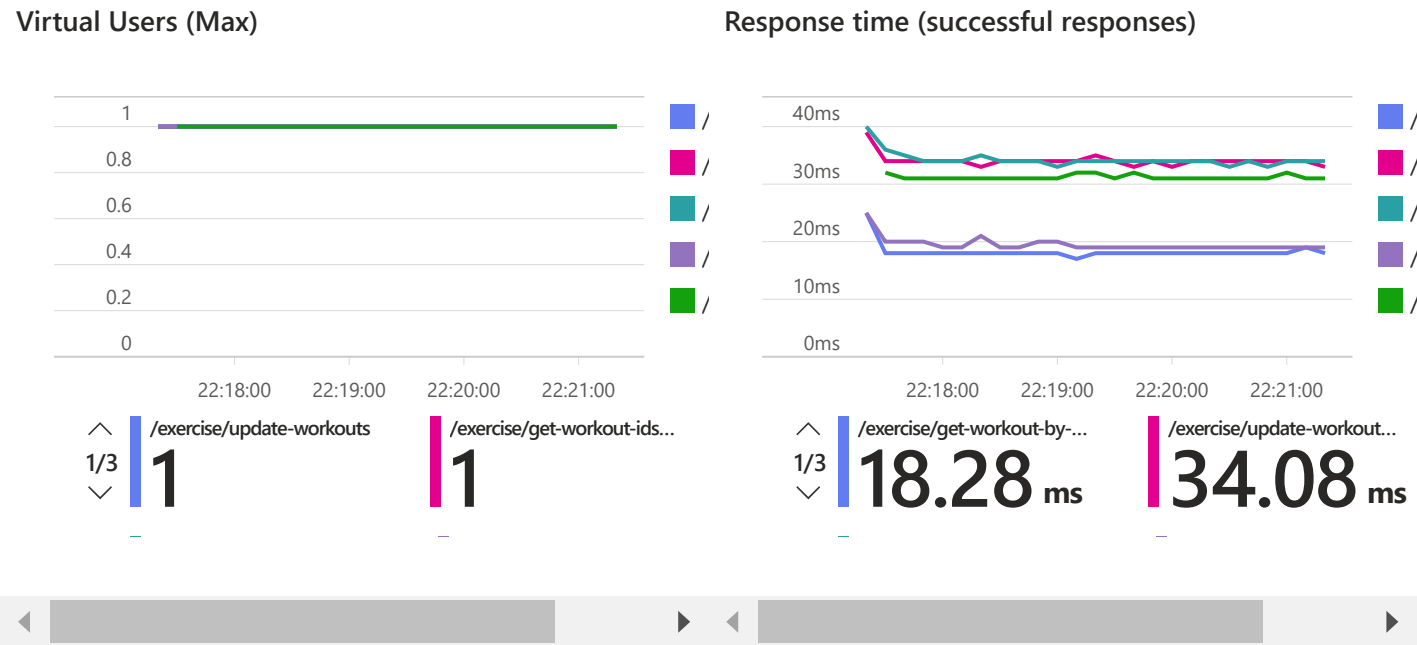 Virtual Users (Max)
1
0.8
0.6
0.4
0.2
0
22:18:00 22:19:00 22:20:00 22:21:00
/
/
/
/
/
1/3
/exercise/update-workouts
1
/exercise/get-workout-ids...
1
Response time (successful responses)
40ms
30ms
20ms
10ms
0ms
22:18:00 22:19:00 22:20:00 22:21:00
/
/
/
/
/
1/3
/exercise/get-workout-by-...
18.28 ms
/exercise/update-workout...
34.08 ms